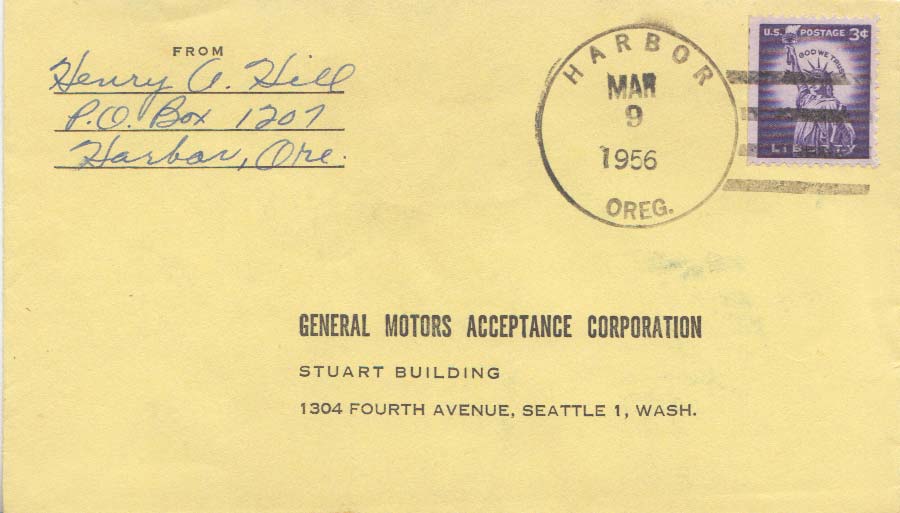 FROM
Henry A. Hill
P.O. Box 1207
Harbor, Ore.
HARBOR
MAR
9
1956
OREG.
U.S. POSTAGE 3¢
IN GOD WE TRUST
LIBERTY
GENERAL MOTORS ACCEPTANCE CORPORATION
STUART BUILDING
1304 FOURTH AVENUE, SEATTLE 1, WASH.